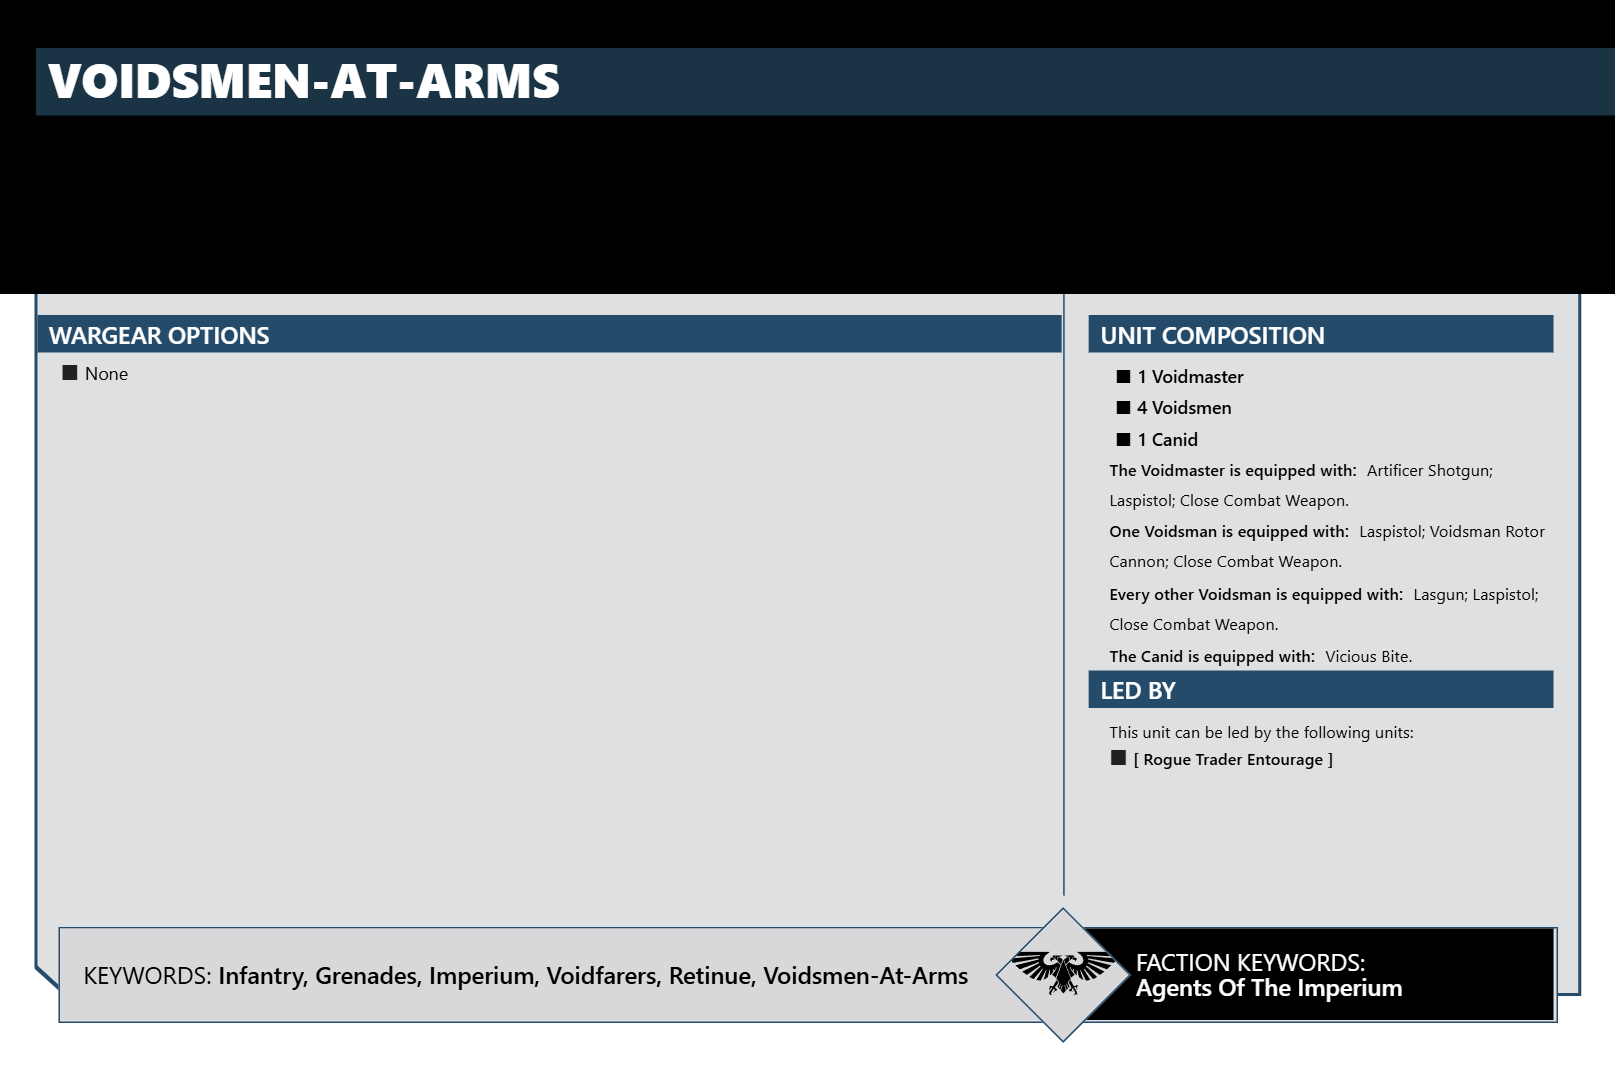 VOIDSMEN-AT-ARMS
WARGEAR OPTIONS
■ None
UNIT COMPOSITION
■ 1 Voidmaster
■ 4 Voidsmen
■ 1 Canid
The Voidmaster is equipped with: Artificer Shotgun;
Laspistol; Close Combat Weapon.
One Voidsman is equipped with: Laspistol; Voidsman Rotor
Cannon; Close Combat Weapon.
Every other Voidsman is equipped with: Lasgun; Laspistol;
Close Combat Weapon.
The Canid is equipped with: Vicious Bite.
LED BY
This unit can be led by the following units:
■ [ Rogue Trader Entourage ]
KEYWORDS: Infantry, Grenades, Imperium, Voidfarers, Retinue, Voidsmen-At-Arms
FACTION KEYWORDS:
Agents Of The Imperium